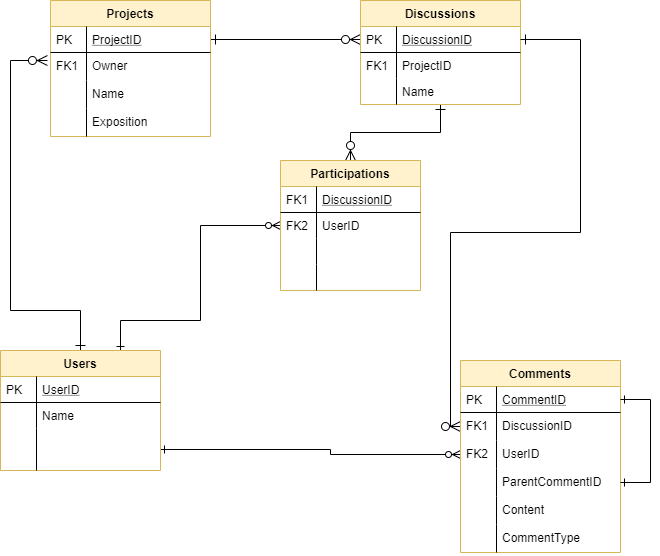 Projects
PK ProjectID
FK1 Owner
Name
Exposition
Discussions
PK DiscussionID
FK1 ProjectID
Name
Participations
FK1 DiscussionID
FK2 UserID
Users
PK UserID
Name
Comments
PK CommentID
FK1 DiscussionID
FK2 UserID
ParentCommentID
Content
CommentType